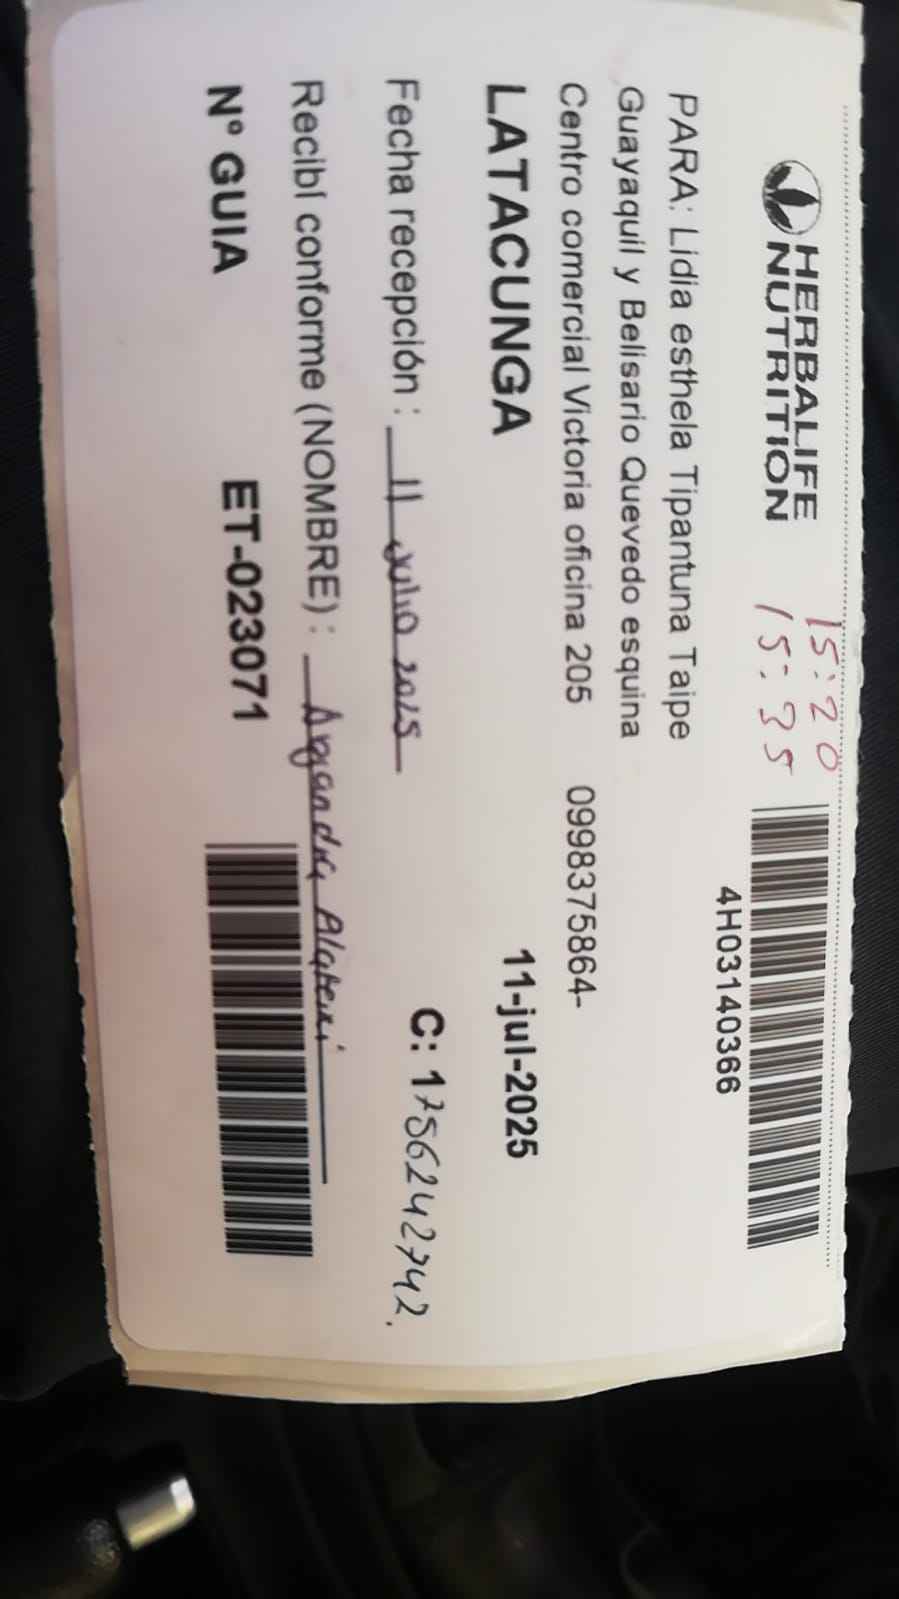 HERBALIFE
NUTRITION
15:20
15:35
4H03140366
PARA: Lidia esthela Tipantuna Taipe
Guayaquil y Belisario Quevedo esquina
Centro comercial Victoria oficina 205 0998375864-
LATACUNGA 11-jul-2025
Fecha recepción : 11 Julio 2025 C: 1756242742.
Recibí conforme (NOMBRE) :
Nº GUIA ET-023071